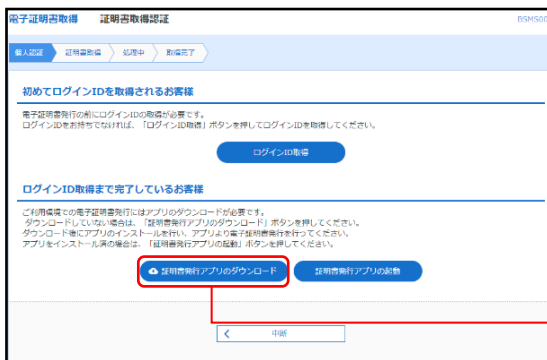 電子証明書取得　証明書取得認証
BSMS00
個人認証　証明書取得　処理中　取得完了
初めてログインIDを取得されるお客様
電子証明書発行の前にログインIDの取得が必要です。
ログインIDをお持ちでなければ、「ログインID取得」ボタンを押してログインIDを取得してください。
ログインID取得
ログインID取得まで完了しているお客様
ご利用環境での電子証明書発行にはアプリのダウンロードが必要です。
ダウンロードしていない場合は、「証明書発行アプリのダウンロード」ボタンを押してください。
ダウンロード後にアプリのインストールを行い、アプリより電子証明書発行を行ってください。
アプリをインストール済の場合は、「証明書発行アプリの起動」ボタンを押してください。
証明書発行アプリのダウンロード　証明書発行アプリの起動
中断